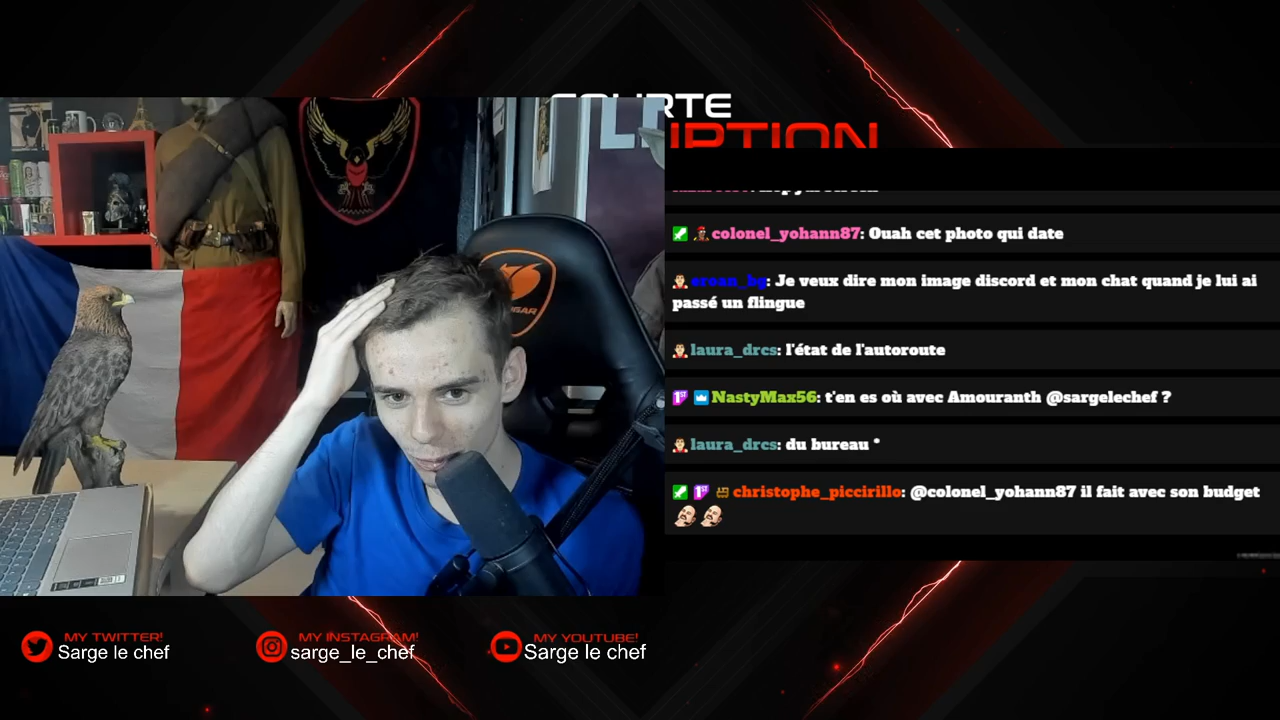 colonel_yohann87: Ouah cet photo qui date
eroan_bg: Je veux dire mon image discord et mon chat quand je lui ai
passé un flingue
laura_drcs: l'état de l'autoroute
NastyMax56: t'en es où avec Amouranth @sargelechef ?
laura_drcs: du bureau *
christophe_piccirillo: @colonel_yohann87 il fait avec son budget
MY TWITTER!
Sarge le chef
MY INSTAGRAM!
sarge_le_chef
MY YOUTUBE!
Sarge le chef